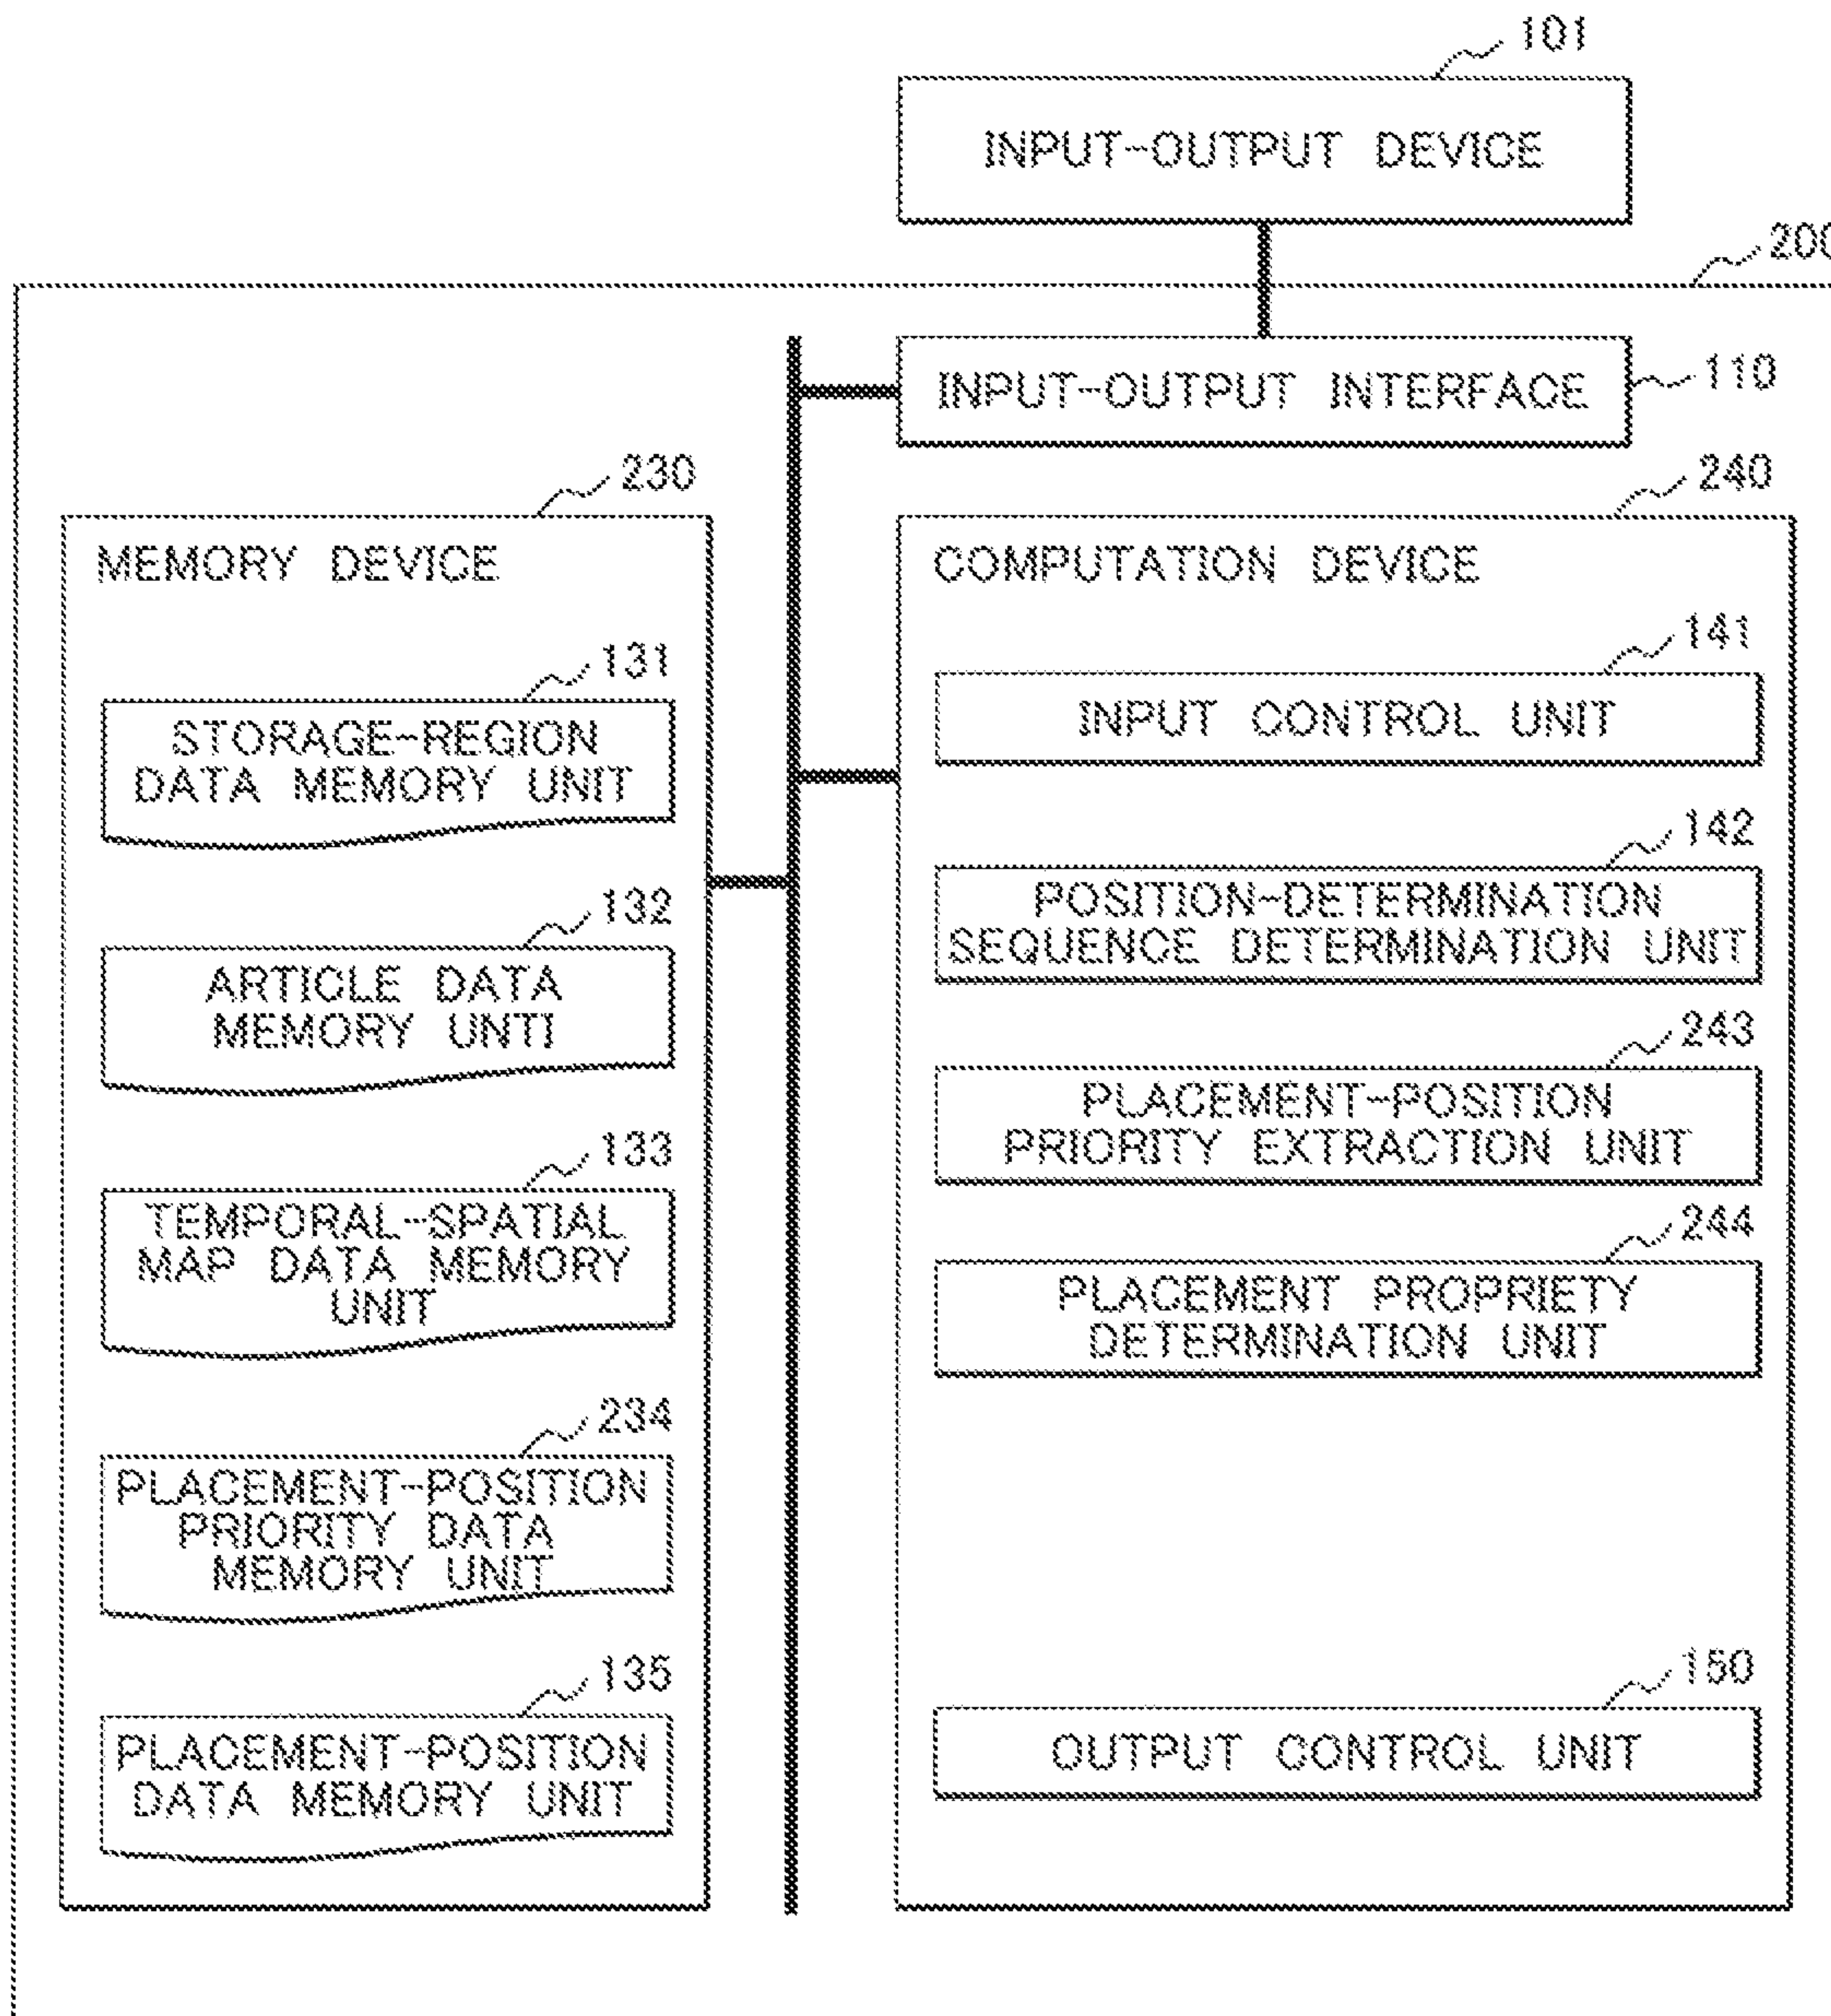 101
INPUT-OUTPUT DEVICE
200
INPUT-OUTPUT INTERFACE
110
230
MEMORY DEVICE
131
STORAGE-REGION
DATA MEMORY UNIT
132
ARTICLE DATA
MEMORY UNTI
133
TEMPORAL-SPATIAL
MAP DATA MEMORY
UNIT
234
PLACEMENT-POSITION
PRIORITY DATA
MEMORY UNIT
135
PLACEMENT-POSITION
DATA MEMORY UNIT
240
COMPUTATION DEVICE
141
INPUT CONTROL UNIT
142
POSITION-DETERMINATION
SEQUENCE DETERMINATION UNIT
243
PLACEMENT-POSITION
PRIORITY EXTRACTION UNIT
244
PLACEMENT PROPRIETY
DETERMINATION UNIT
150
OUTPUT CONTROL UNIT